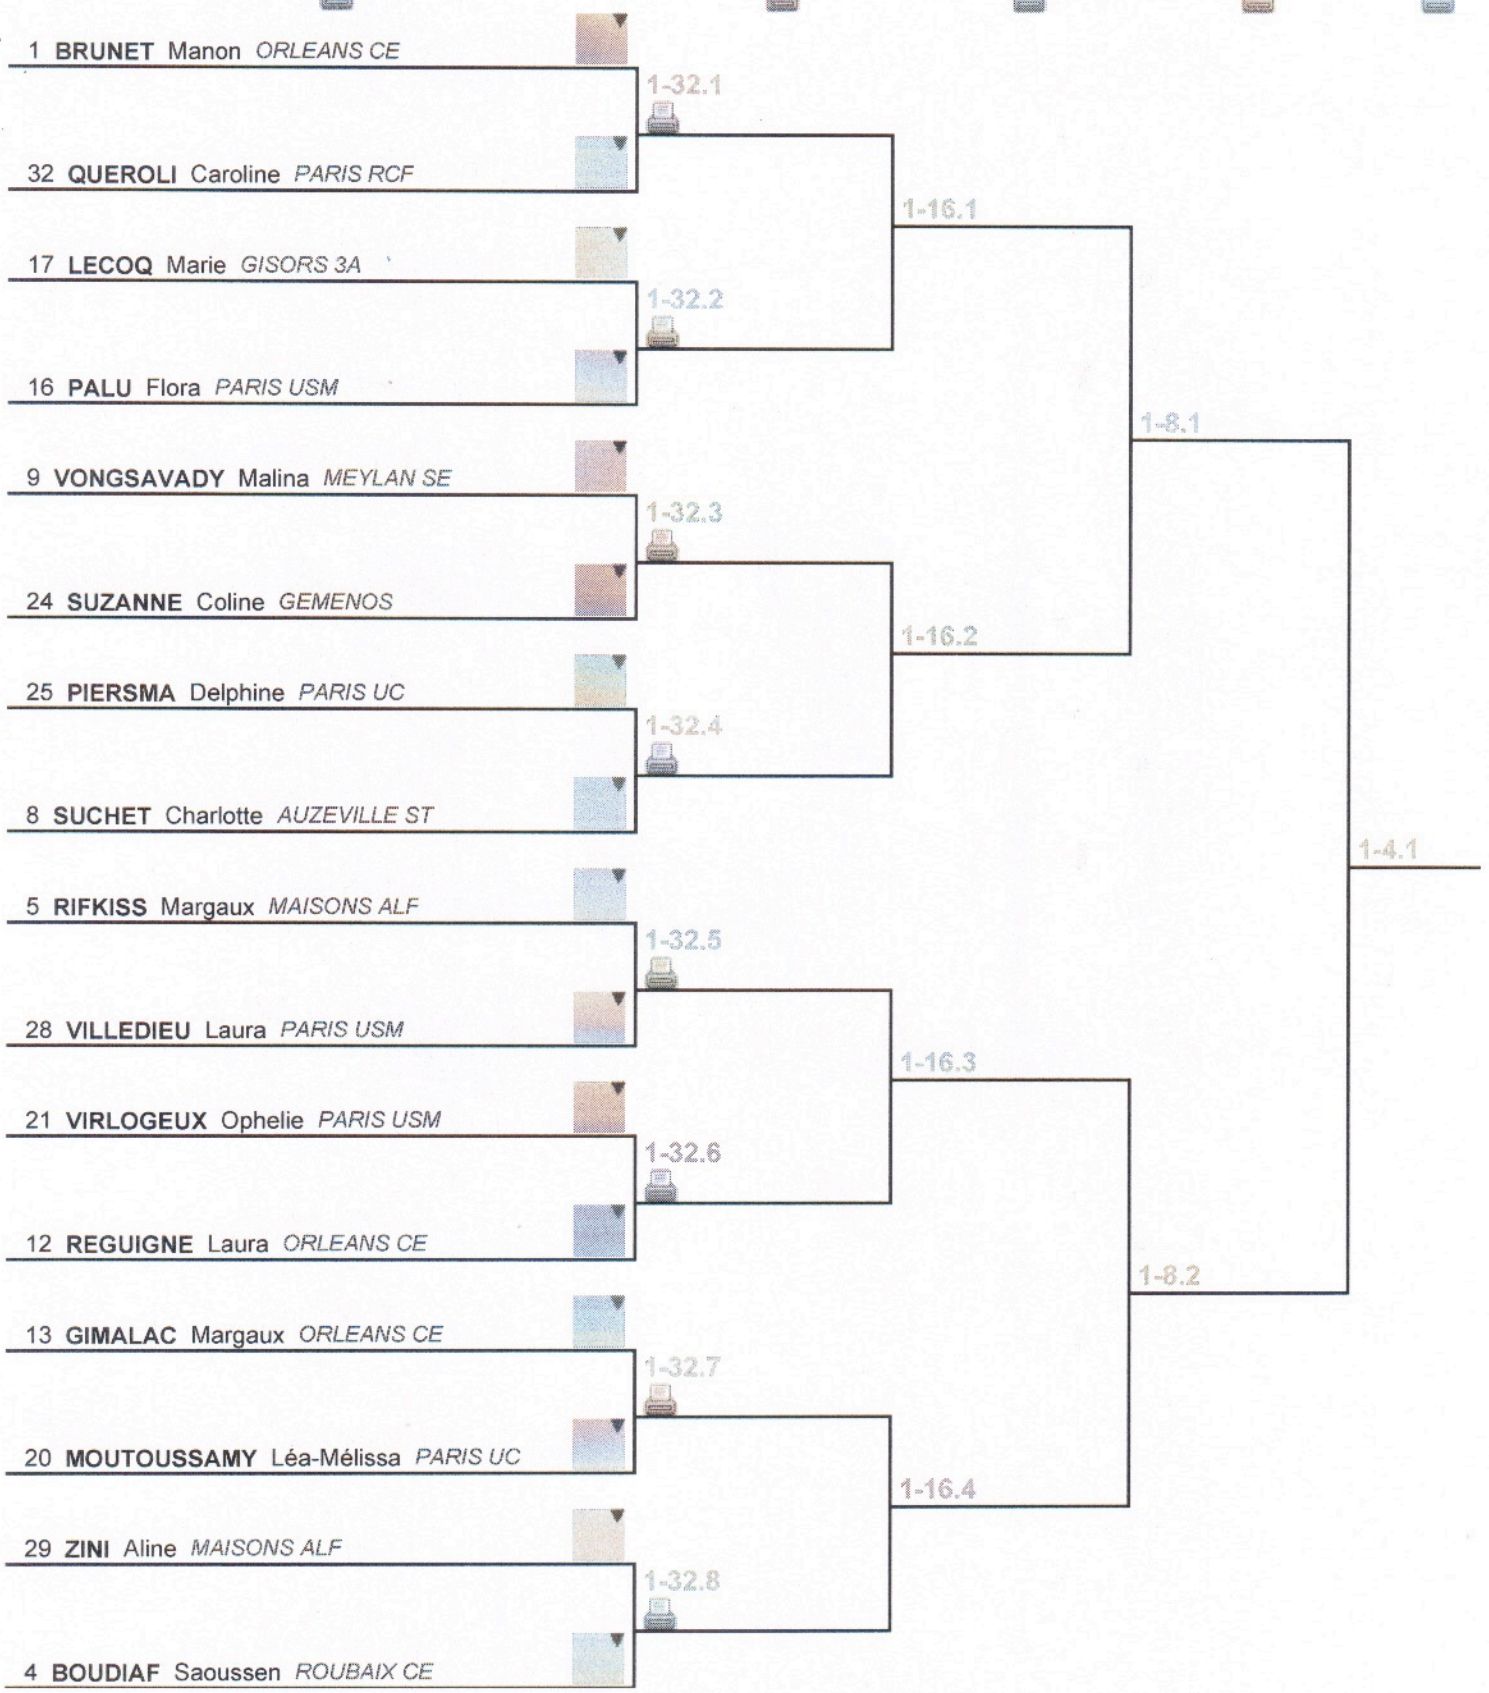 1 BRUNET Manon ORLEANS CE
1-32.1
32 QUEROLI Caroline PARIS RCF
1-16.1
17 LECOQ Marie GISORS 3A
1-32.2
16 PALU Flora PARIS USM
1-8.1
9 VONGSAVADY Malina MEYLAN SE
1-32.3
24 SUZANNE Coline GEMENOS
1-16.2
25 PIERSMA Delphine PARIS UC
1-32.4
8 SUCHET Charlotte AUZEVILLE ST
1-4.1
5 RIFKISS Margaux MAISONS ALF
1-32.5
28 VILLEDIEU Laura PARIS USM
1-16.3
21 VIRLOGEUX Ophelie PARIS USM
1-32.6
12 REGUIGNE Laura ORLEANS CE
1-8.2
13 GIMALAC Margaux ORLEANS CE
1-32.7
20 MOUTOUSSAMY Léa-Mélissa PARIS UC
1-16.4
29 ZINI Aline MAISONS ALF
1-32.8
4 BOUDIAF Saoussen ROUBAIX CE